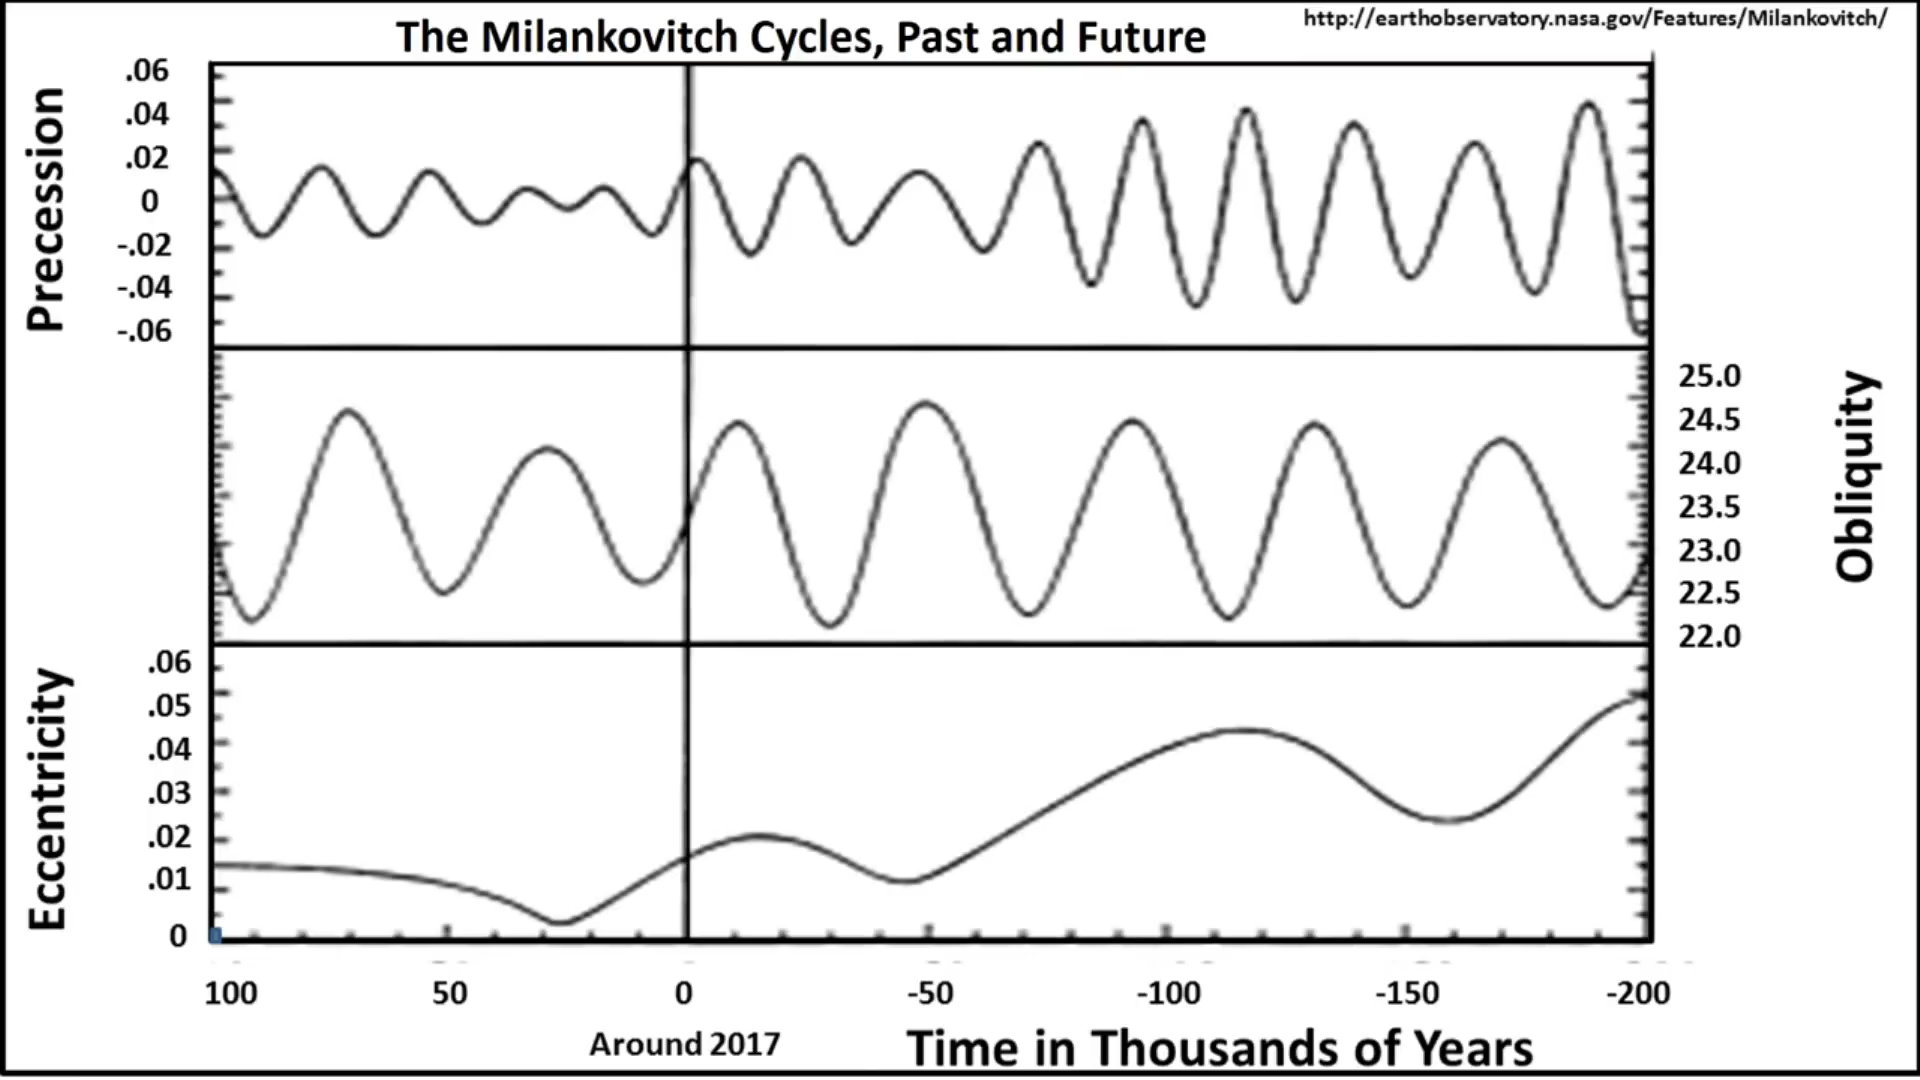 The Milankovitch Cycles, Past and Future
http://earthobservatory.nasa.gov/Features/Milankovitch/
Precession
.06
.04
.02
0
-.02
-.04
-.06
25.0
24.5
24.0
23.5
23.0
22.5
22.0
Obliquity
Eccentricity
.06
.05
.04
.03
.02
.01
0
100 50 0 -50 -100 -150 -200
Around 2017
Time in Thousands of Years